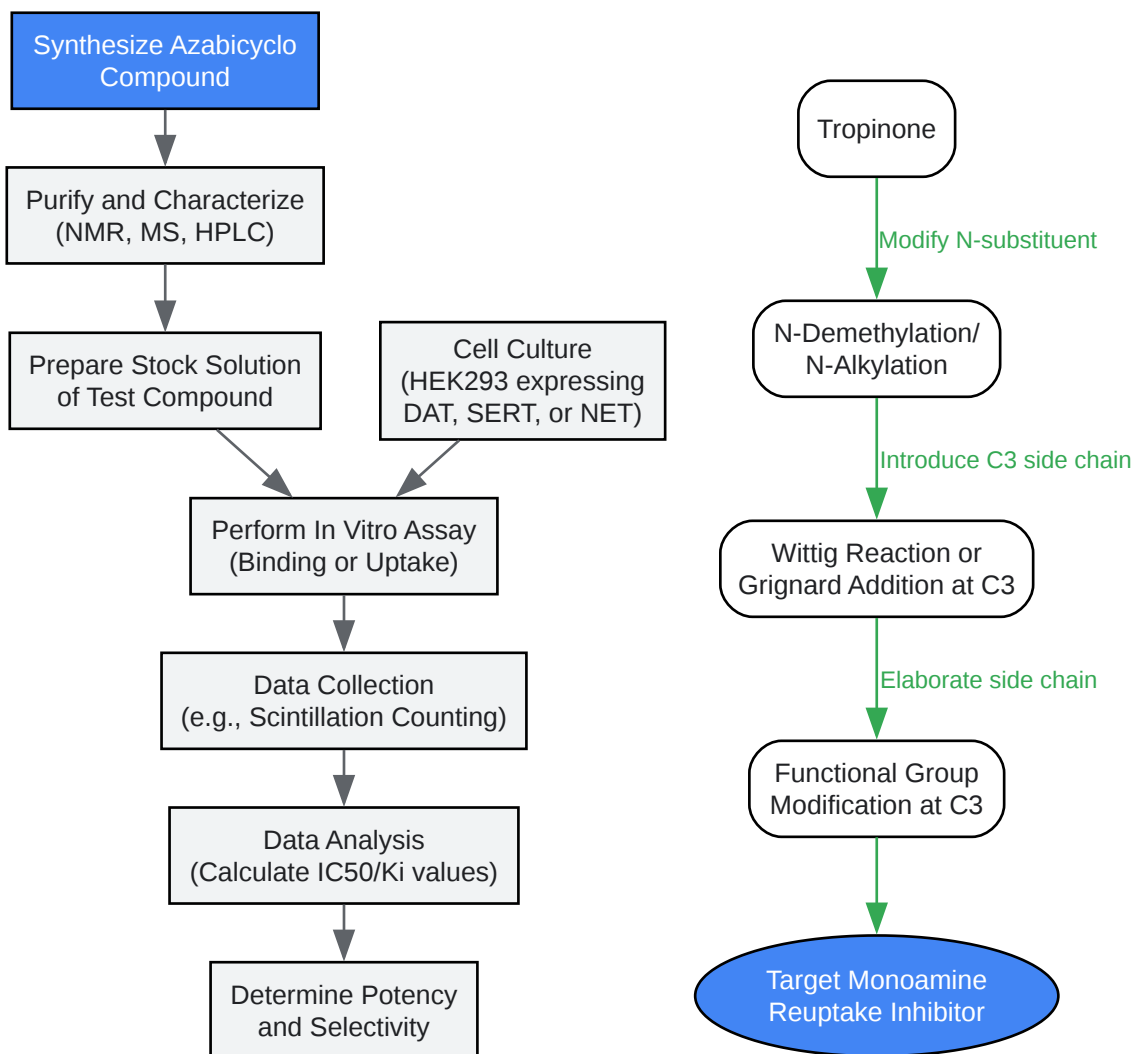 Synthesize Azabicyclo
Compound
Purify and Characterize
(NMR, MS, HPLC)
Prepare Stock Solution
of Test Compound
Cell Culture
(HEK293 expressing
DAT, SERT, or NET)
Perform In Vitro Assay
(Binding or Uptake)
Data Collection
(e.g., Scintillation Counting)
Data Analysis
(Calculate IC50/Ki values)
Determine Potency
and Selectivity
Tropinone
Modify N-substituent
N-Demethylation/
N-Alkylation
Introduce C3 side chain
Wittig Reaction or
Grignard Addition at C3
Elaborate side chain
Functional Group
Modification at C3
Target Monoamine
Reuptake Inhibitor